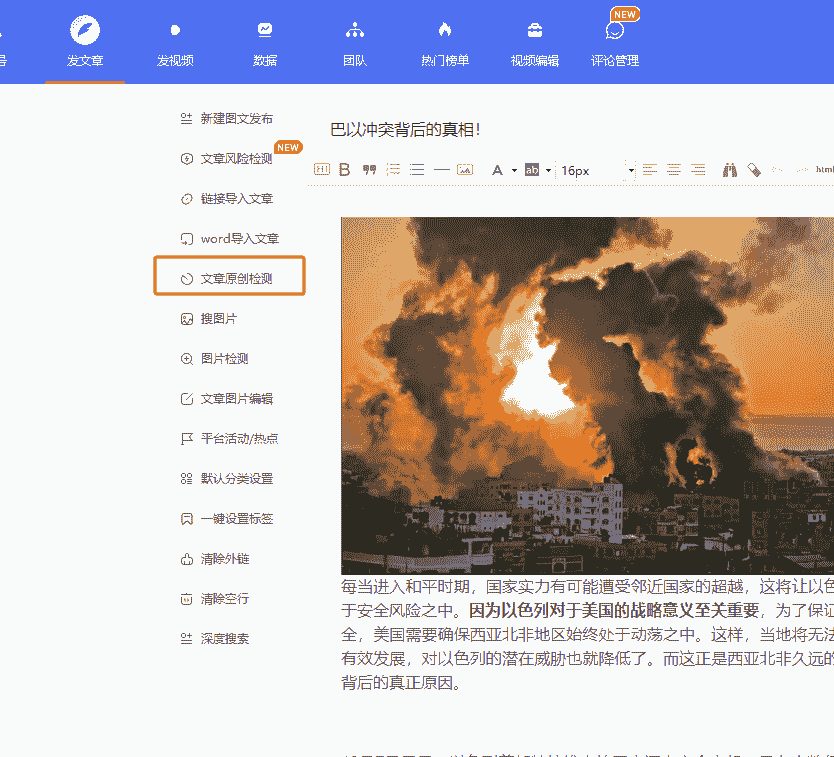 NEW
号
发文章
发视频
数据
团队
热门榜单
视频编辑
评论管理
新建图文发布
文章风险检测
NEW
链接导入文章
word导入文章
文章原创检测
搜图片
图片检测
文章图片编辑
平台活动/热点
默认分类设置
一键设置标签
清除外链
清除空行
深度搜索
巴以冲突背后的真相!
H B A ab 16px html
每当进入和平时期，国家实力有可能遭受邻近国家的超越，这将让以色
于安全风险之中。因为以色列对于美国的战略意义至关重要，为了保证
全，美国需要确保西亚北非地区始终处于动荡之中。这样，当地将无法
有效发展，对以色列的潜在威胁也就降低了。而这正是西亚北非久远的
背后的真正原因。